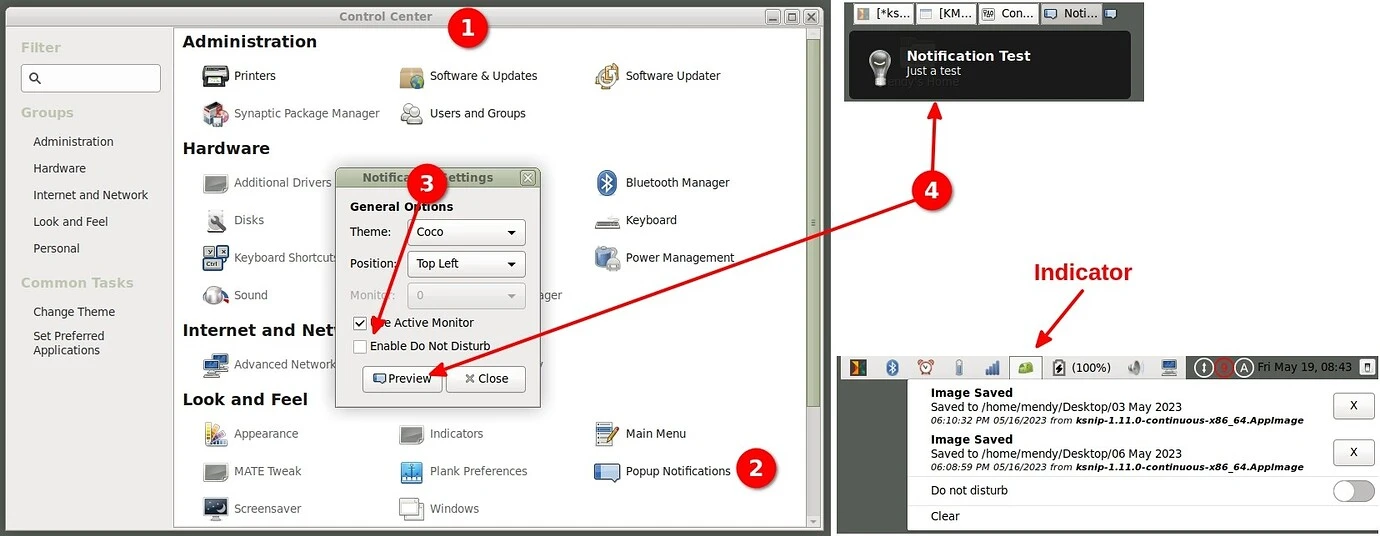 Control Center
1
Filter
Groups
Administration
Hardware
Internet and Network
Look and Feel
Personal
Common Tasks
Change Theme
Set Preferred
Applications
Administration
Printers
Software & Updates
Software Updater
Synaptic Package Manager
Users and Groups
Hardware
Additional Drivers
Bluetooth Manager
Disks
Keyboard
Keyboard Shortcuts
Power Management
Sound
ager
Internet and Net
Advanced Network
Look and Feel
Appearance
Indicators
Main Menu
MATE Tweak
Plank Preferences
Popup Notifications
2
Screensaver
Windows
Notifica
3
ettings
General Options
Theme:
Coco
Position:
Top Left
Monitor:
0
Active Monitor
Enable Do Not Disturb
Preview
Close
[*ks...
[KM...
Con...
Noti...
Notification Test
Just a test
4
Indicator
(100%)
A
Fri May 19, 08:43
Image Saved
Saved to /home/mendy/Desktop/03 May 2023
06:10:32 PM 05/16/2023 from ksnip-1.11.0-continuous-x86_64.AppImage
X
Image Saved
Saved to /home/mendy/Desktop/06 May 2023
06:08:59 PM 05/16/2023 from ksnip-1.11.0-continuous-x86_64.AppImage
X
Do not disturb
Clear